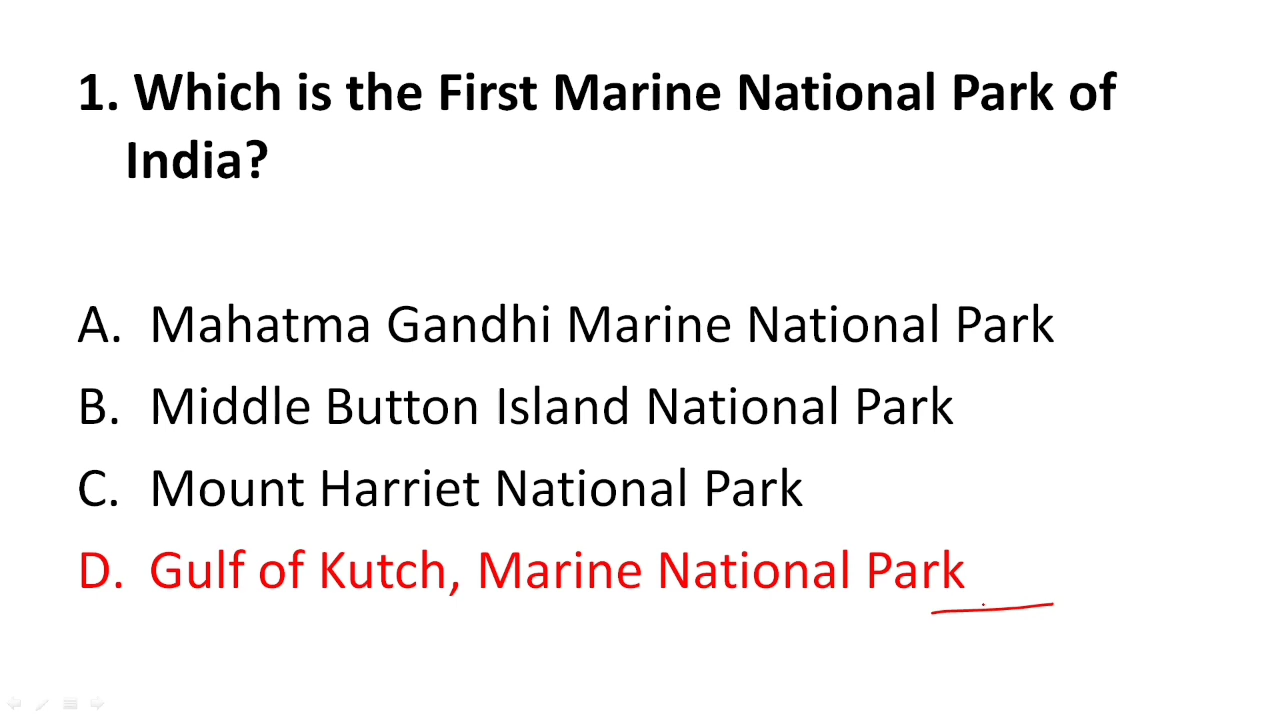 1. Which is the First Marine National Park of
India?
A. Mahatma Gandhi Marine National Park
B. Middle Button Island National Park
C. Mount Harriet National Park
D. Gulf of Kutch, Marine National Park